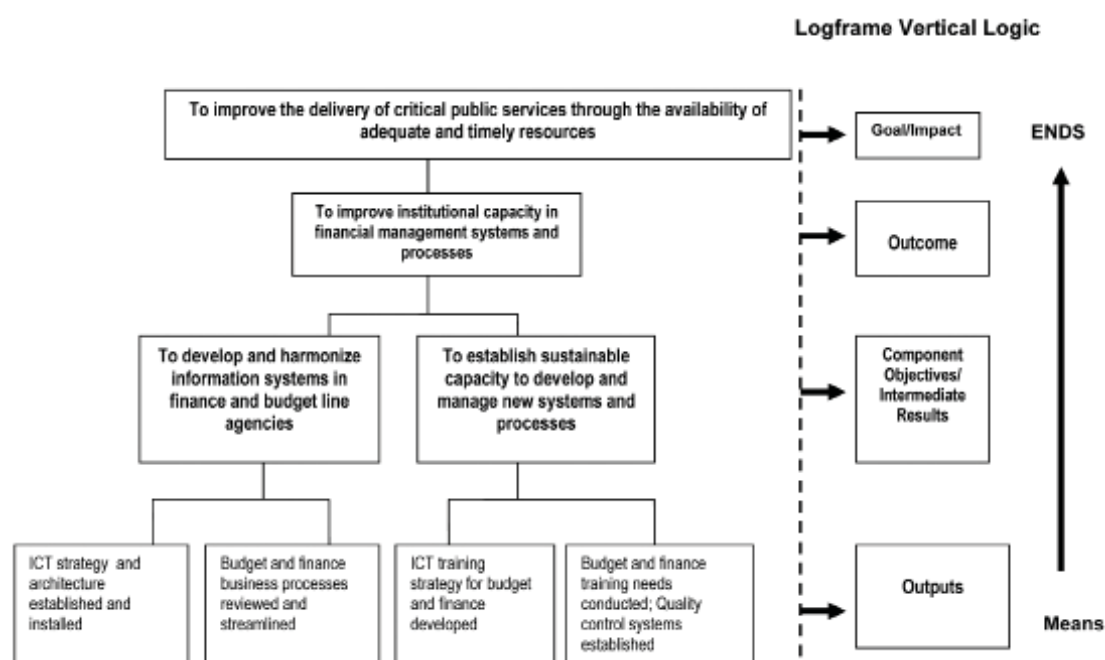 Logframe Vertical Logic
To improve the delivery of critical public services through the availability of
adequate and timely resources
Goal/Impact
ENDS
To improve institutional capacity in
financial management systems and
processes
Outcome
To develop and harmonize
information systems in
finance and budget line
agencies
To establish sustainable
capacity to develop and
manage new systems and
processes
Component
Objectives/
Intermediate
Results
ICT strategy and
architecture
established and
installed
Budget and finance
business processes
reviewed and
streamlined
ICT training
strategy for budget
and finance
developed
Budget and finance
training needs
conducted; Quality
control systems
established
Outputs
Means